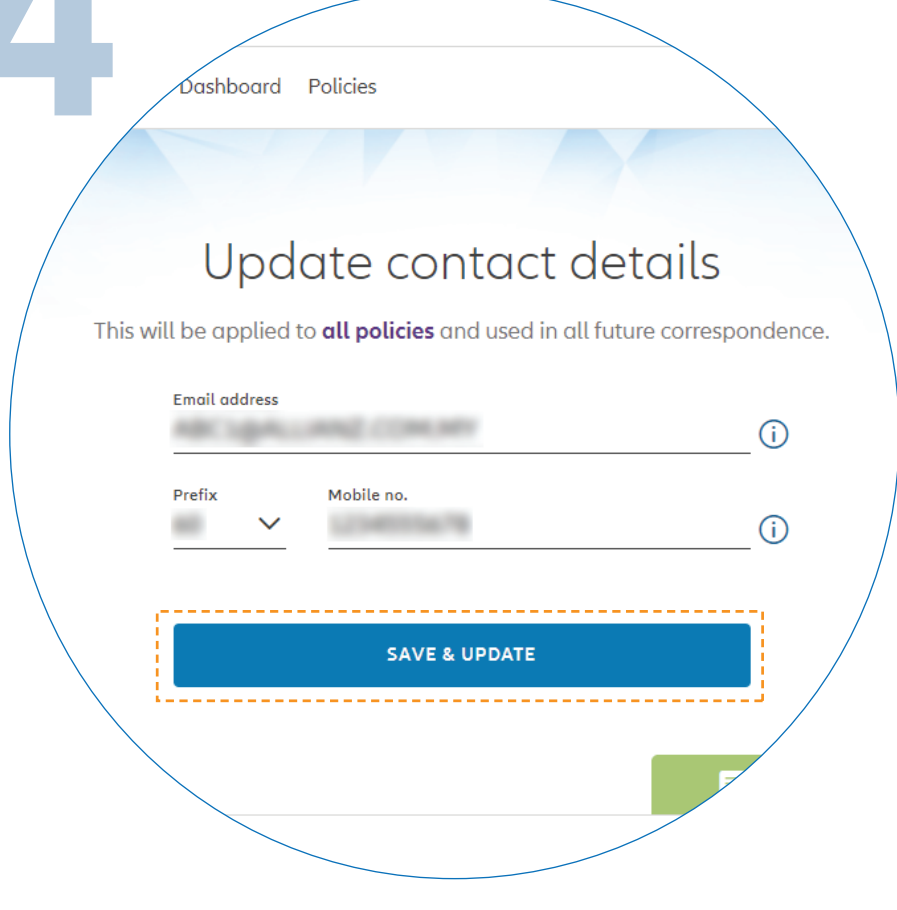 4
Dashboard Policies
Update contact details
This will be applied to all policies and used in all future correspondence.
Email address
Prefix Mobile no.
SAVE & UPDATE